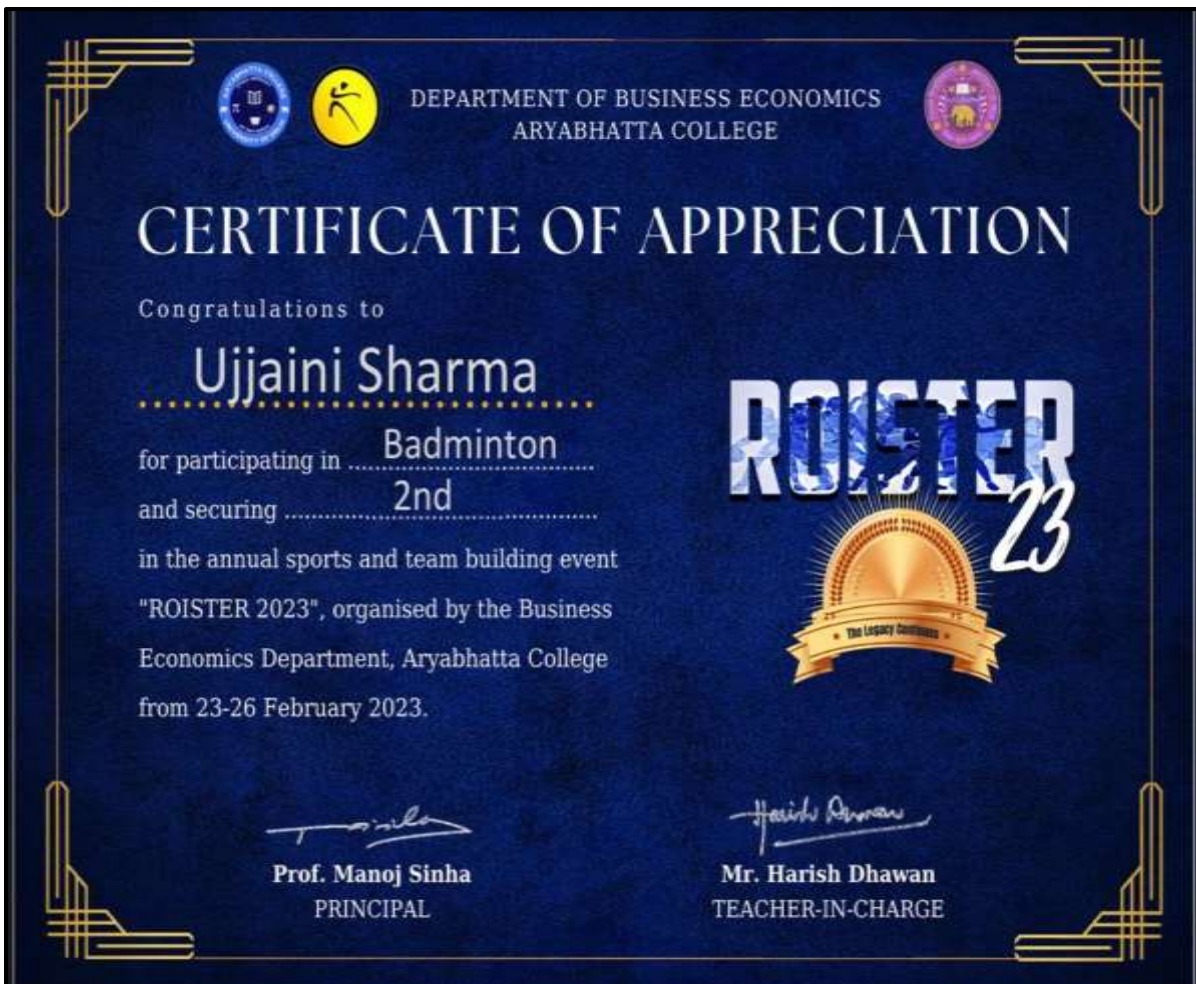 DEPARTMENT OF BUSINESS ECONOMICS
ARYABHATTA COLLEGE
CERTIFICATE OF APPRECIATION
Congratulations to
Ujjaini Sharma
for participating in Badminton
and securing 2nd
in the annual sports and team building event
"ROISTER 2023", organised by the Business
Economics Department, Aryabhatta College
from 23-26 February 2023.
ROISTER
23
The Legacy Continues
Prof. Manoj Sinha
PRINCIPAL
Harish Dhawan
Mr. Harish Dhawan
TEACHER-IN-CHARGE